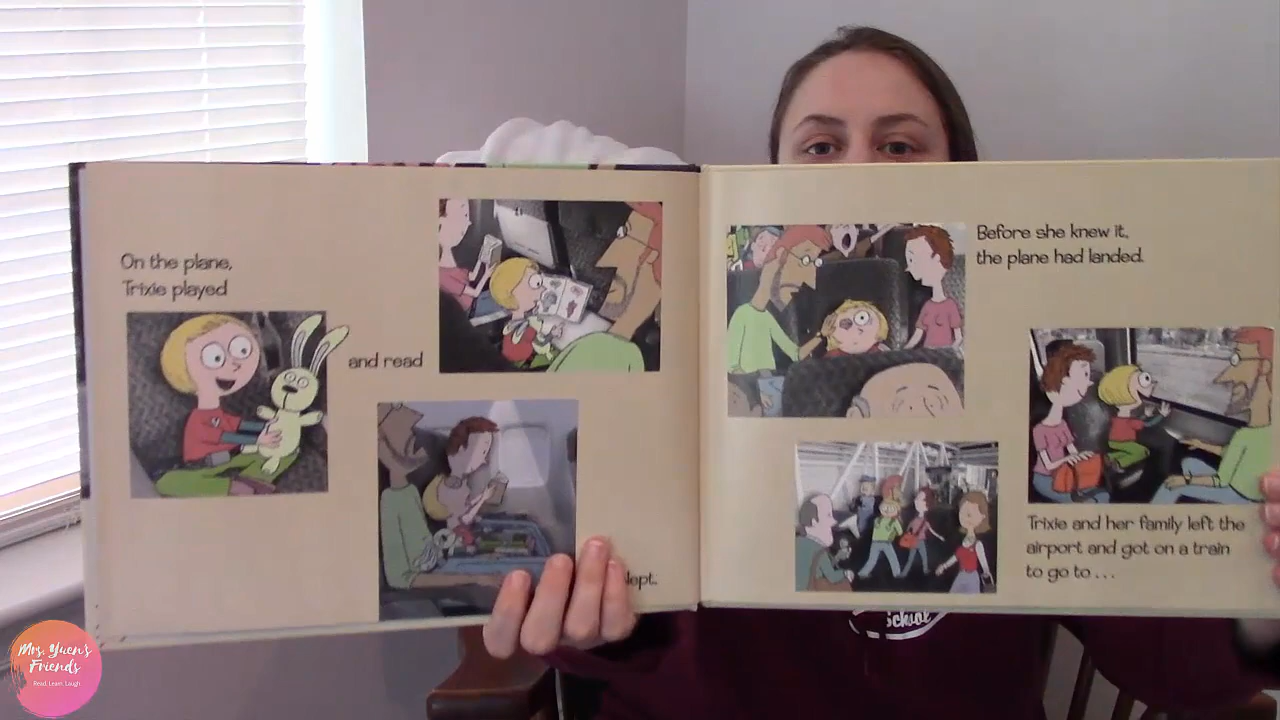 On the plane,
Trixie played
and read
Before she knew it,
the plane had landed.
Trixie and her family left the
airport and got on a train
to go to . . .
School
Mrs. Yuen's
Friends
Read. Learn. Laugh